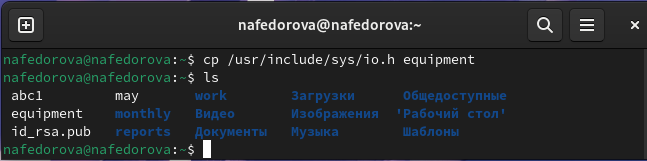 nafedorova@nafedorova:~
nafedorova@nafedorova:~$ cp /usr/include/sys/io.h equipment
nafedorova@nafedorova:~$ ls
abc1 may work Загрузки Общедоступные
equipment monthly Видео Изображения 'Рабочий стол'
id_rsa.pub reports Документы Музыка Шаблоны
nafedorova@nafedorova:~$